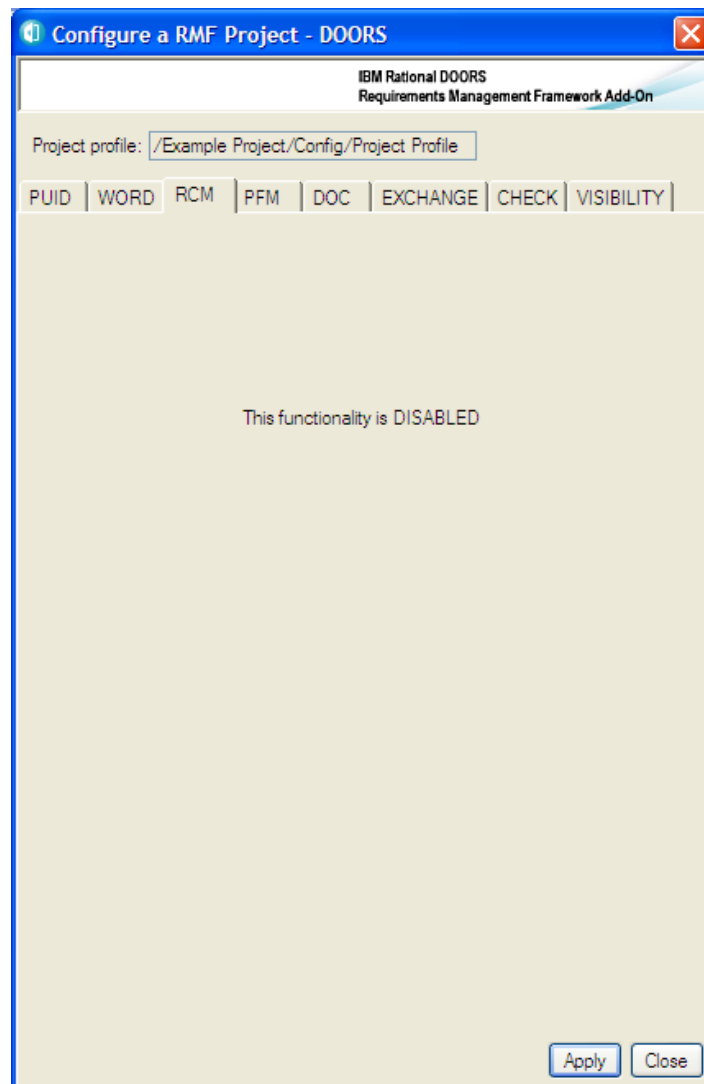 Configure a RMF Project - DOORS
IBM Rational DOORS
Requirements Management Framework Add-On
Project profile: /Example Project/Config/Project Profile
PUID WORD RCM PFM DOC EXCHANGE CHECK VISIBILITY
This functionality is DISABLED
Apply Close